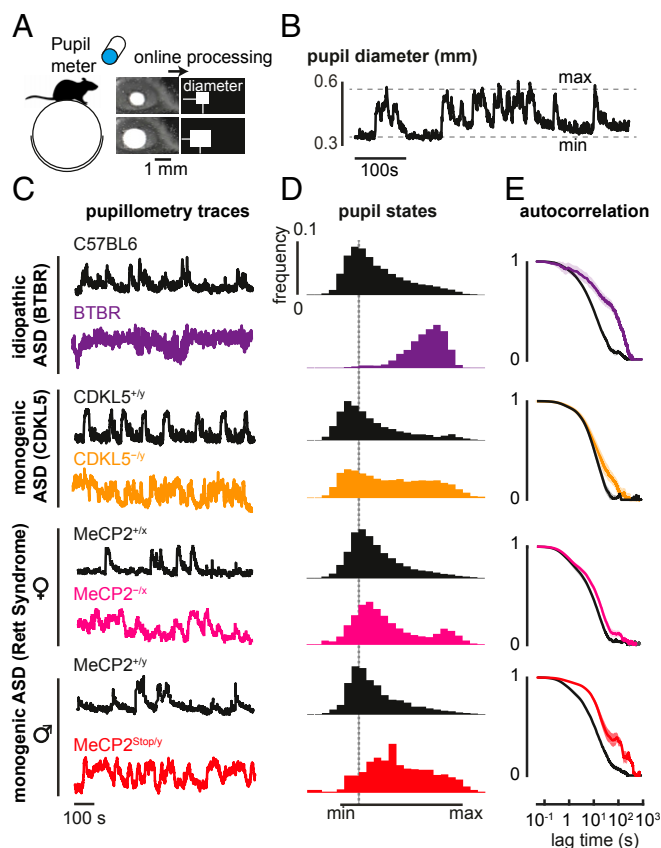 A
Pupil
meter
online processing
diameter
1 mm
B
pupil diameter (mm)
0.6
0.3
max
min
100s
C
pupillometry traces
D
pupil states
E
autocorrelation
idiopathic
ASD (BTBR)
C57BL6
BTBR
0.1
frequency
0
1
0
monogenic
ASD (CDKL5)
CDKL5+/y
CDKL5−/y
1
0
monogenic ASD (Rett Syndrome)
♀
MeCP2+/x
MeCP2−/x
1
0
♂
MeCP2+/y
MeCP2Stop/y
1
0
100 s
min
max
10-1 1 101 102 103
lag time (s)